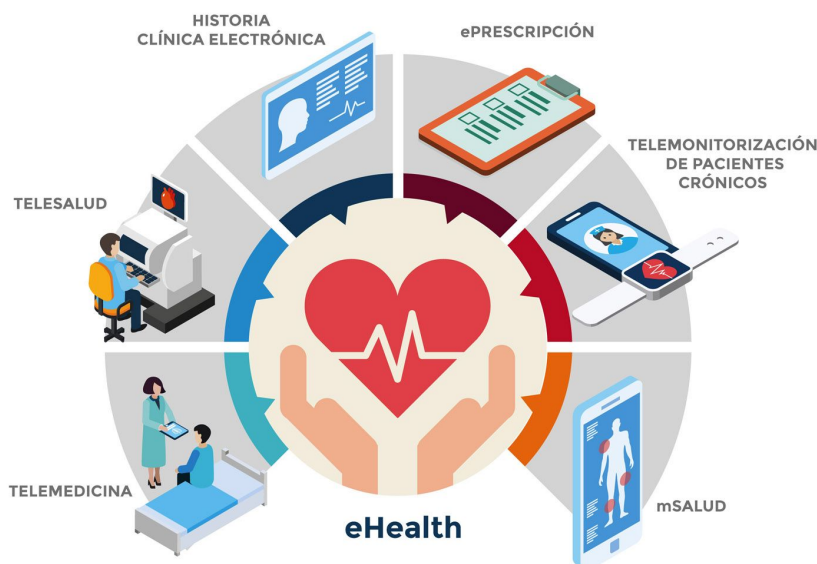 HISTORIA
CLÍNICA ELECTRÓNICA
ePRESCRIPCIÓN
TELEMONITORIZACIÓN
DE PACIENTES
CRÓNICOS
TELESALUD
TELEMEDICINA
mSALUD
eHealth